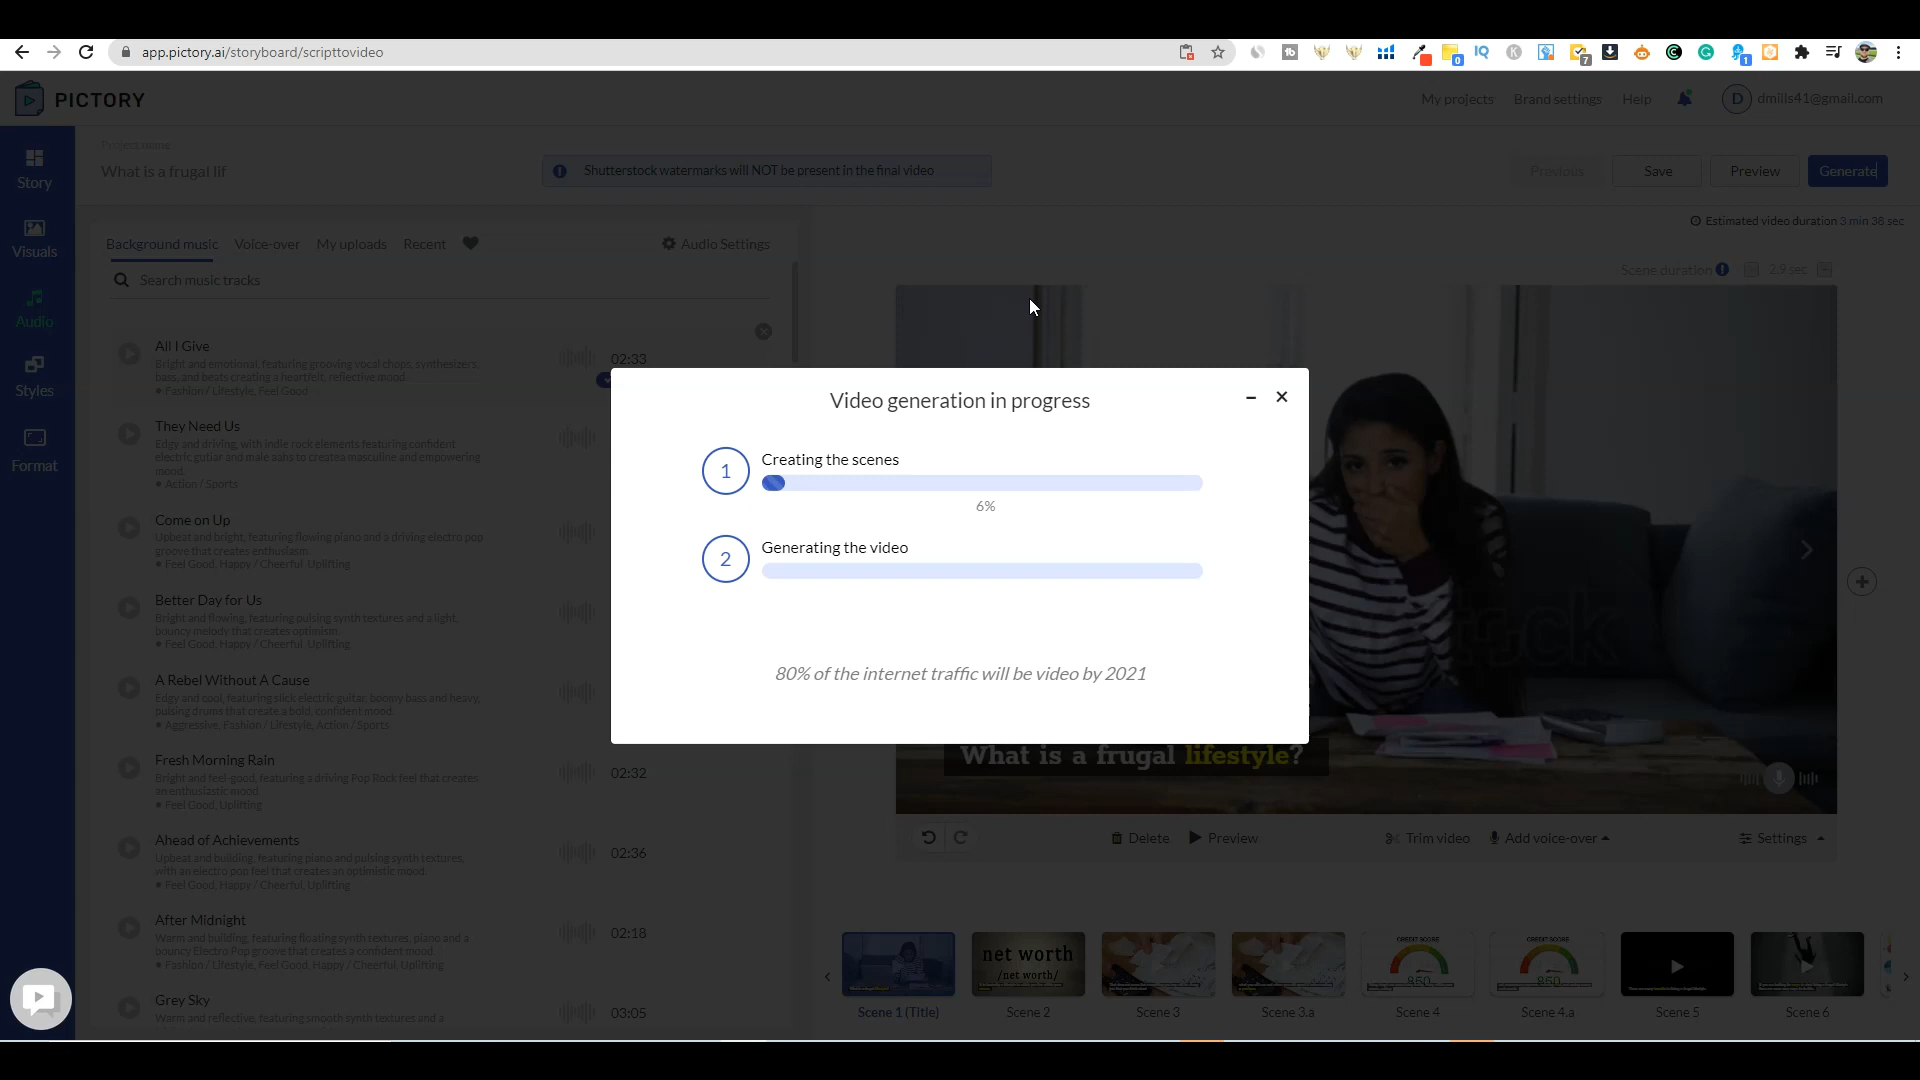 app.pictory.ai/storyboard/scripttovideo
0
7
1
PICTORY
My projects
Brand settings
Help
D
dmills41@gmail.com
Story
Visuals
Audio
Styles
Format
Project name
What is a frugal lif
Shutterstock watermarks will NOT be present in the final video
Previous
Save
Preview
Generate
Estimated video duration 3 min 38 sec
Background music
Voice-over
My uploads
Recent
Audio Settings
Search music tracks
Scene duration
2.9 sec
All I Give
02:33
Bright and emotional, featuring grooving vocal chops, synthesizers,
bass, and beats creating a heartfelt, reflective mood.
Fashion / Lifestyle, Feel Good
They Need Us
Edgy and driving, with indie rock elements featuring confident
electric guitar and male aahs to createa masculine and empowering
mood.
Action / Sports
Come on Up
Upbeat and bright, featuring flowing piano and a driving electro pop
groove that creates enthusiasm.
Feel Good, Happy / Cheerful, Uplifting
Better Day for Us
Bright and flowing, featuring pulsing synth textures and a light,
bouncy melody that creates optimism.
Feel Good, Happy / Cheerful, Uplifting
A Rebel Without A Cause
Edgy and cool, featuring slick electric guitar, boomy bass and heavy,
pulsing drums that create a bold, confident mood.
Aggressive, Fashion / Lifestyle, Action / Sports
Fresh Morning Rain
02:32
Bright and feel-good, featuring a driving Pop Rock feel that creates
an enthusiastic mood.
Feel Good, Uplifting
Ahead of Achievements
02:36
Upbeat and building, featuring piano and pulsing synth textures,
with an electro pop feel that creates an optimistic mood
Feel Good, Happy / Cheerful, Uplifting
After Midnight
02:18
Warm and building, featuring floating synth textures, piano and a
bouncy Electro Pop groove that creates a confident mood.
Fashion / Lifestyle, Feel Good, Happy / Cheerful, Uplifting
Grey Sky
03:05
Warm and reflective, featuring smooth synth textures and a
Video generation in progress
1
Creating the scenes
6%
2
Generating the video
80% of the internet traffic will be video by 2021
What is a frugal lifestyle?
Delete
Preview
Trim video
Add voice-over
Settings
net worth
/net worth/
CREDIT SCORE
850
CREDIT SCORE
850
Scene 1 (Title)
Scene 2
Scene 3
Scene 3.a
Scene 4
Scene 4.a
Scene 5
Scene 6